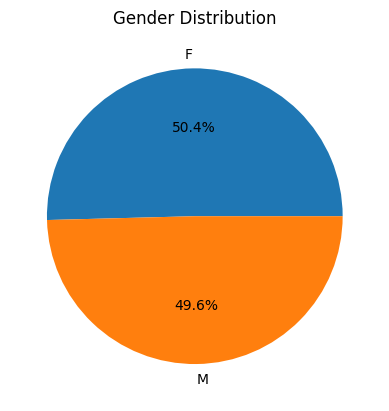 Gender Distribution
F
50.4%
49.6%
M